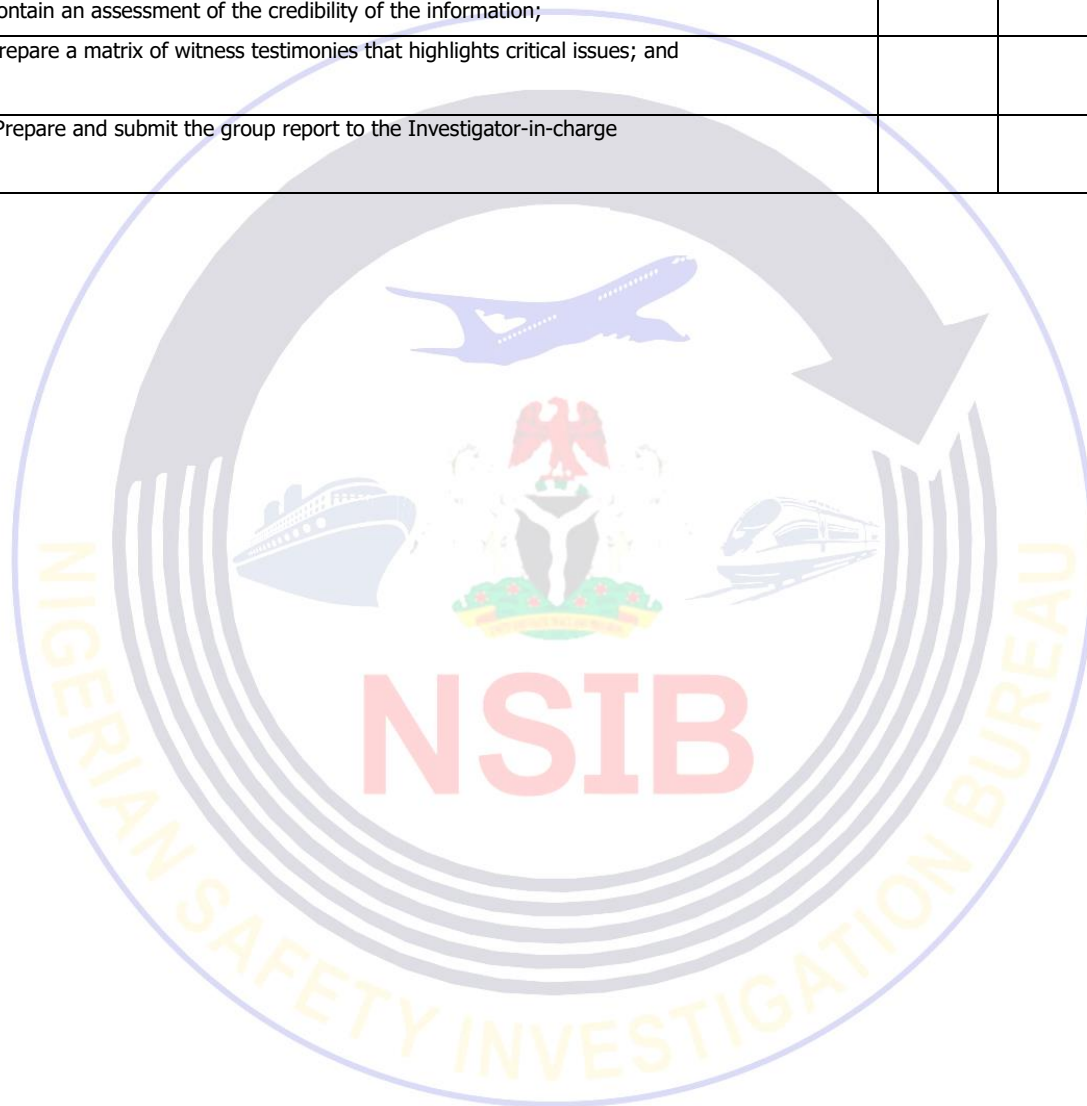 ontain an assessment of the credibility of the information;
repare a matrix of witness testimonies that highlights critical issues; and
Prepare and submit the group report to the Investigator-in-charge
NSIB
NIGERIAN SAFETY INVESTIGATION BUREAU